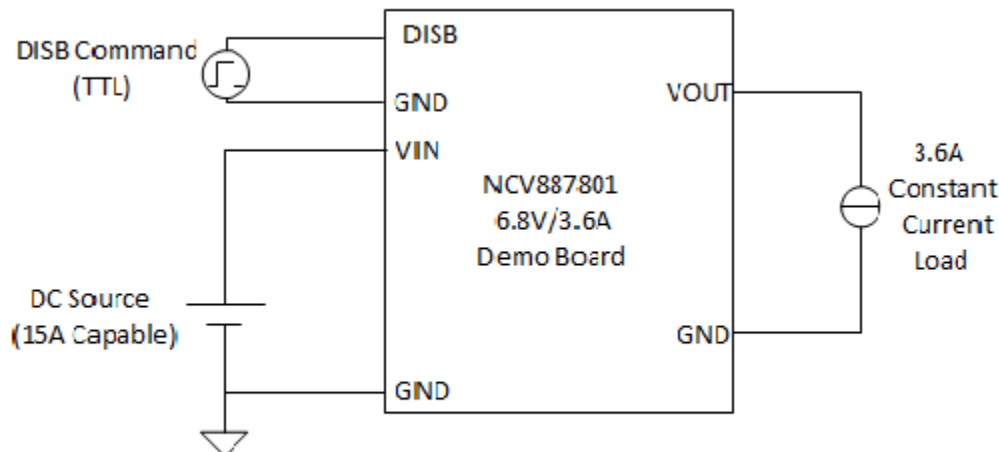 DISB Command
(TTL)
DISB
GND
VIN
DC Source
(15A Capable)
GND
NCV887801
6.8V/3.6A
Demo Board
VOUT
GND
3.6A
Constant
Current
Load